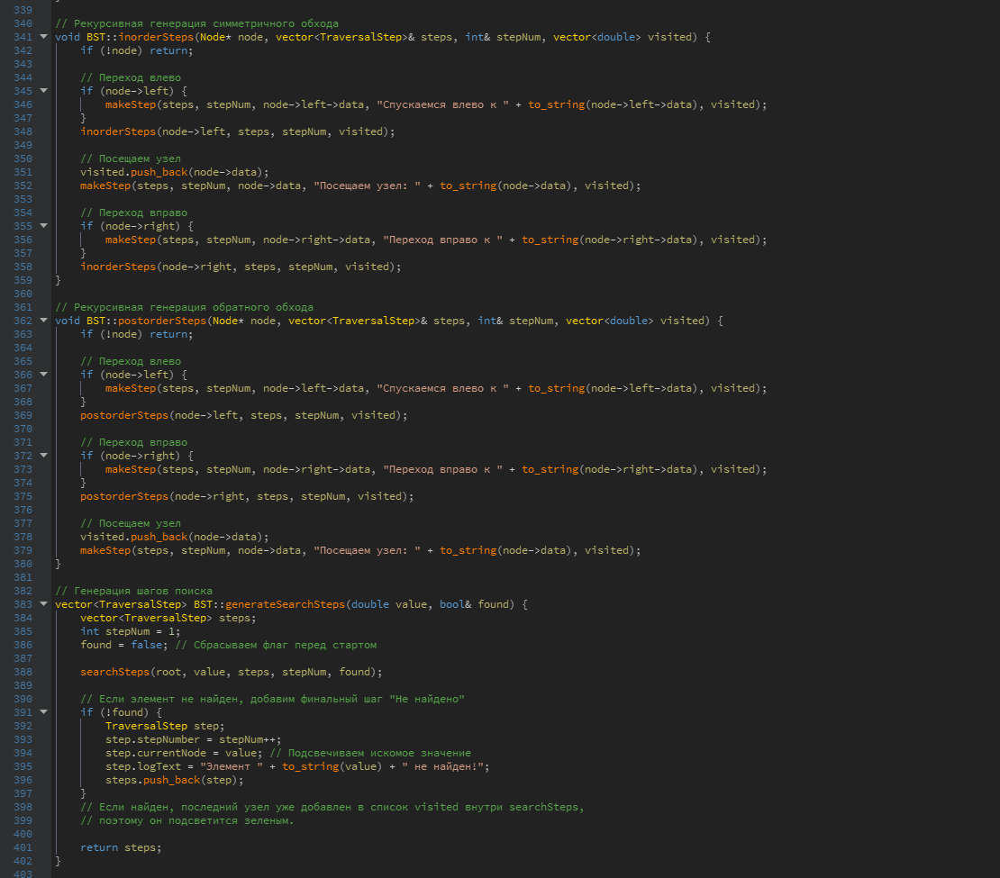 339
340 // Рекурсивная генерация симметричного обхода
341 void BST::inorderSteps(Node* node, vector<TraversalStep>& steps, int& stepNum, vector<double> visited) {
342     if (!node) return;
343
344     // Переход влево
345     if (node->left) {
346         makeStep(steps, stepNum, node->left->data, "Спускаемся влево к " + to_string(node->left->data), visited);
347     }
348     inorderSteps(node->left, steps, stepNum, visited);
349
350     // Посещаем узел
351     visited.push_back(node->data);
352     makeStep(steps, stepNum, node->data, "Посещаем узел: " + to_string(node->data), visited);
353
354     // Переход вправо
355     if (node->right) {
356         makeStep(steps, stepNum, node->right->data, "Переход вправо к " + to_string(node->right->data), visited);
357     }
358     inorderSteps(node->right, steps, stepNum, visited);
359 }
360
361 // Рекурсивная генерация обратного обхода
362 void BST::postorderSteps(Node* node, vector<TraversalStep>& steps, int& stepNum, vector<double> visited) {
363     if (!node) return;
364
365     // Переход влево
366     if (node->left) {
367         makeStep(steps, stepNum, node->left->data, "Спускаемся влево к " + to_string(node->left->data), visited);
368     }
369     postorderSteps(node->left, steps, stepNum, visited);
370
371     // Переход вправо
372     if (node->right) {
373         makeStep(steps, stepNum, node->right->data, "Переход вправо к " + to_string(node->right->data), visited);
374     }
375     postorderSteps(node->right, steps, stepNum, visited);
376
377     // Посещаем узел
378     visited.push_back(node->data);
379     makeStep(steps, stepNum, node->data, "Посещаем узел: " + to_string(node->data), visited);
380 }
381
382 // Генерация шагов поиска
383 vector<TraversalStep> BST::generateSearchSteps(double value, bool& found) {
384     vector<TraversalStep> steps;
385     int stepNum = 1;
386     found = false; // Сбрасываем флаг перед стартом
387
388     searchSteps(root, value, steps, stepNum, found);
389
390     // Если элемент не найден, добавим финальный шаг "Не найдено"
391     if (!found) {
392         TraversalStep step;
393         step.stepNumber = stepNum++;
394         step.currentNode = value; // Подсвечиваем искомое значение
395         step.logText = "Элемент " + to_string(value) + " не найден!";
396         steps.push_back(step);
397     }
398     // Если найден, последний узел уже добавлен в список visited внутри searchSteps,
399     // поэтому он подсветится зеленым.
400
401     return steps;
402 }
403